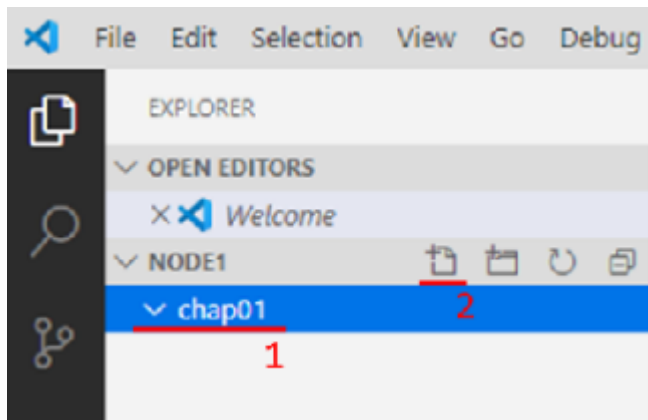 File Edit Selection View Go Debug
EXPLORER
OPEN EDITORS
Welcome
NODE1
2
chap01
1